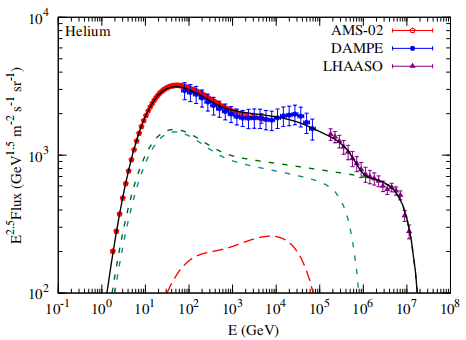 10^4
Helium
AMS-02
DAMPE
LHAASO
E^2.5Flux (GeV^1.5 m^-2 s^-1 sr^-1)
10^3
10^2
10^-1 10^0 10^1 10^2 10^3 10^4 10^5 10^6 10^7 10^8
E (GeV)